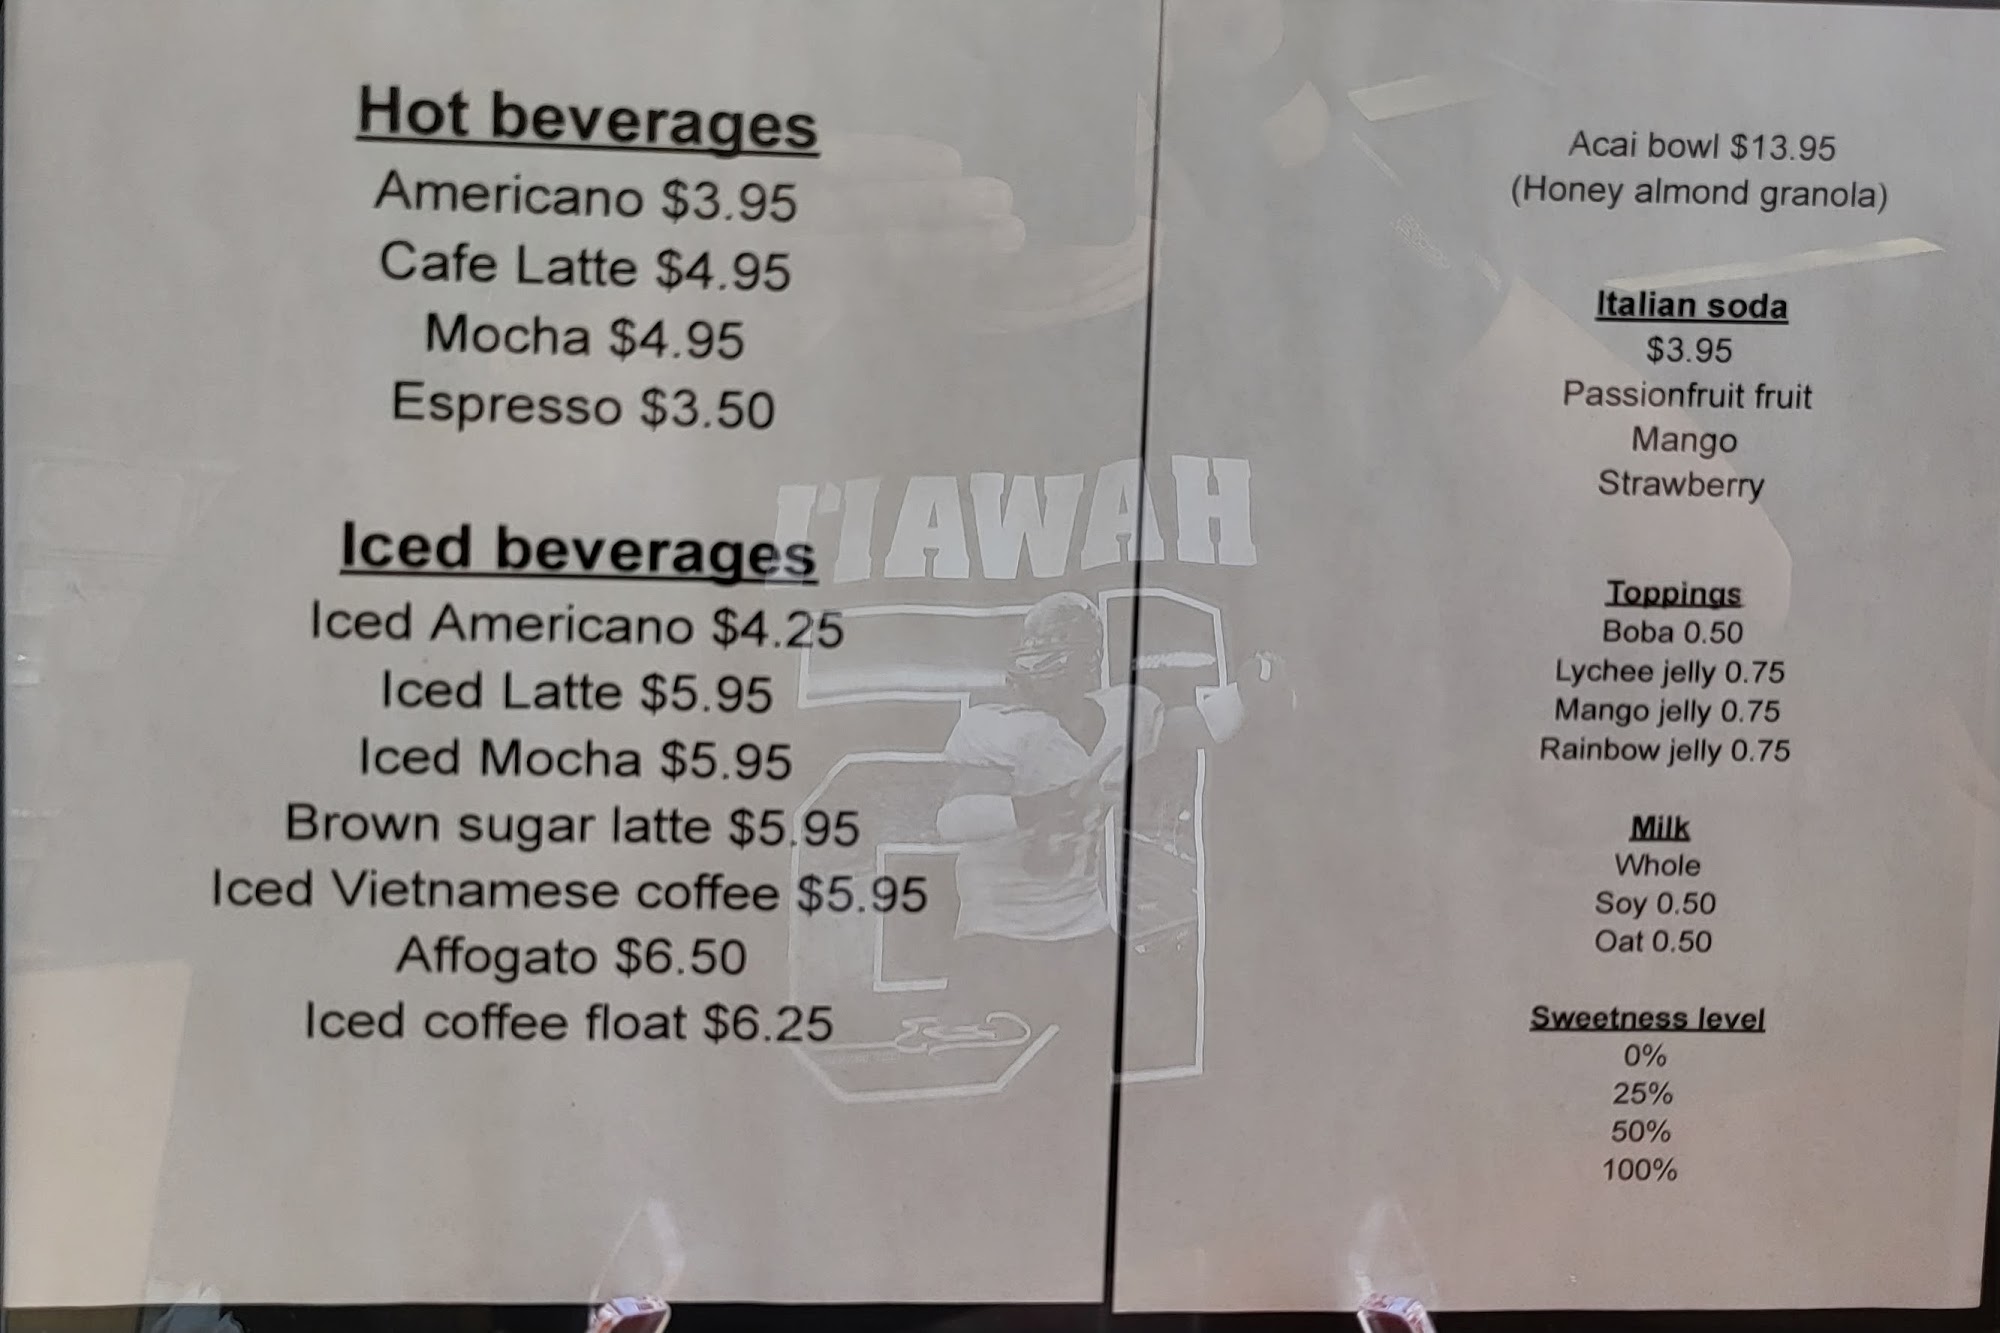 Hot beverages
Americano $3.95
Cafe Latte $4.95
Mocha $4.95
Espresso $3.50
Iced beverages
Iced Americano $4.25
Iced Latte $5.95
Iced Mocha $5.95
Brown sugar latte $5.95
Iced Vietnamese coffee $5.95
Affogato $6.50
Iced coffee float $6.25
HAWAI'I
Acai bowl $13.95
(Honey almond granola)
Italian soda
$3.95
Passionfruit fruit
Mango
Strawberry
Toppings
Boba 0.50
Lychee jelly 0.75
Mango jelly 0.75
Rainbow jelly 0.75
Milk
Whole
Soy 0.50
Oat 0.50
Sweetness level
0%
25%
50%
100%